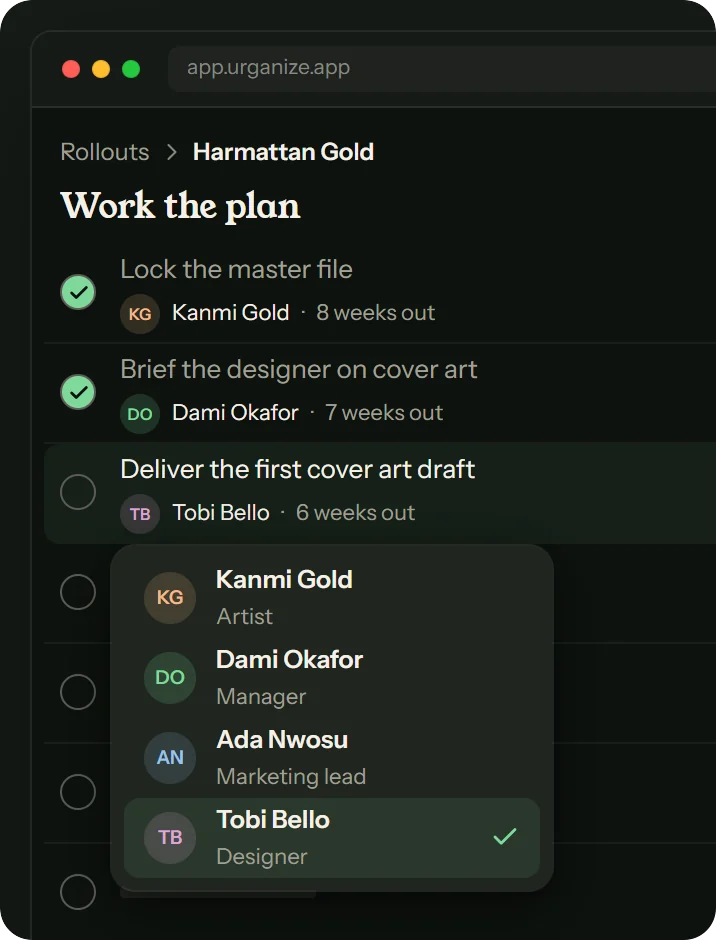 app.urganize.app
Rollouts > Harmattan Gold
Work the plan
Lock the master file
KG Kanmi Gold · 8 weeks out
Brief the designer on cover art
DO Dami Okafor · 7 weeks out
Deliver the first cover art draft
TB Tobi Bello · 6 weeks out
KG Kanmi Gold
Artist
DO Dami Okafor
Manager
AN Ada Nwosu
Marketing lead
TB Tobi Bello
Designer